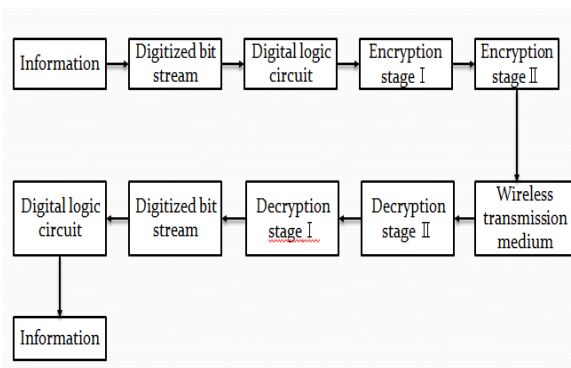 Information
Digitized bit
stream
Digital logic
circuit
Encryption
stage Ⅰ
Encryption
stage Ⅱ
Wireless
transmission
medium
Decryption
stage Ⅱ
Decryption
stage Ⅰ
Digitized bit
stream
Digital logic
circuit
Information